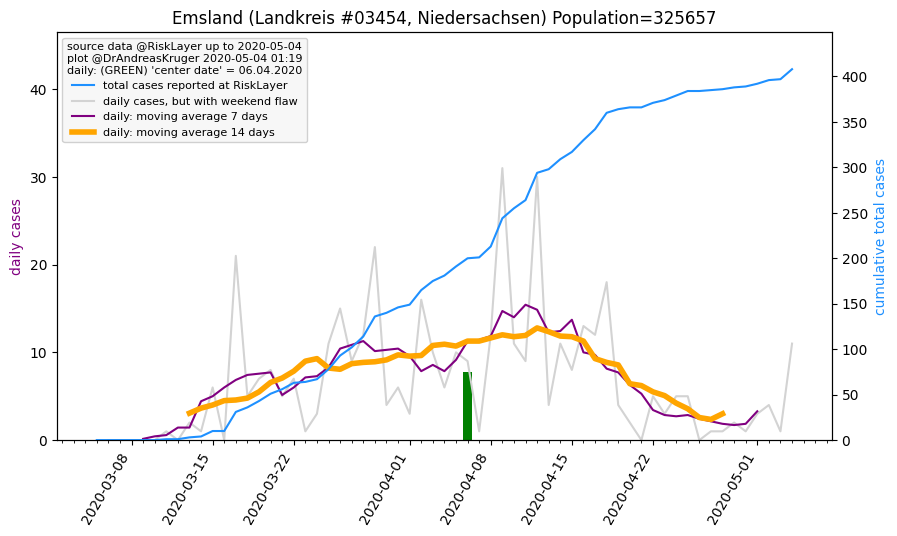 Emsland (Landkreis #03454, Niedersachsen) Population=325657
source data @RiskLayer up to 2020-05-04
plot @DrAndreasKruger 2020-05-04 01:19
daily: (GREEN) 'center date' = 06.04.2020
total cases reported at RiskLayer
daily cases, but with weekend flaw
daily: moving average 7 days
daily: moving average 14 days
daily cases
40
30
20
10
0
cumulative total cases
400
350
300
250
200
150
100
50
0
2020-03-08
2020-03-15
2020-03-22
2020-04-01
2020-04-08
2020-04-15
2020-04-22
2020-05-01